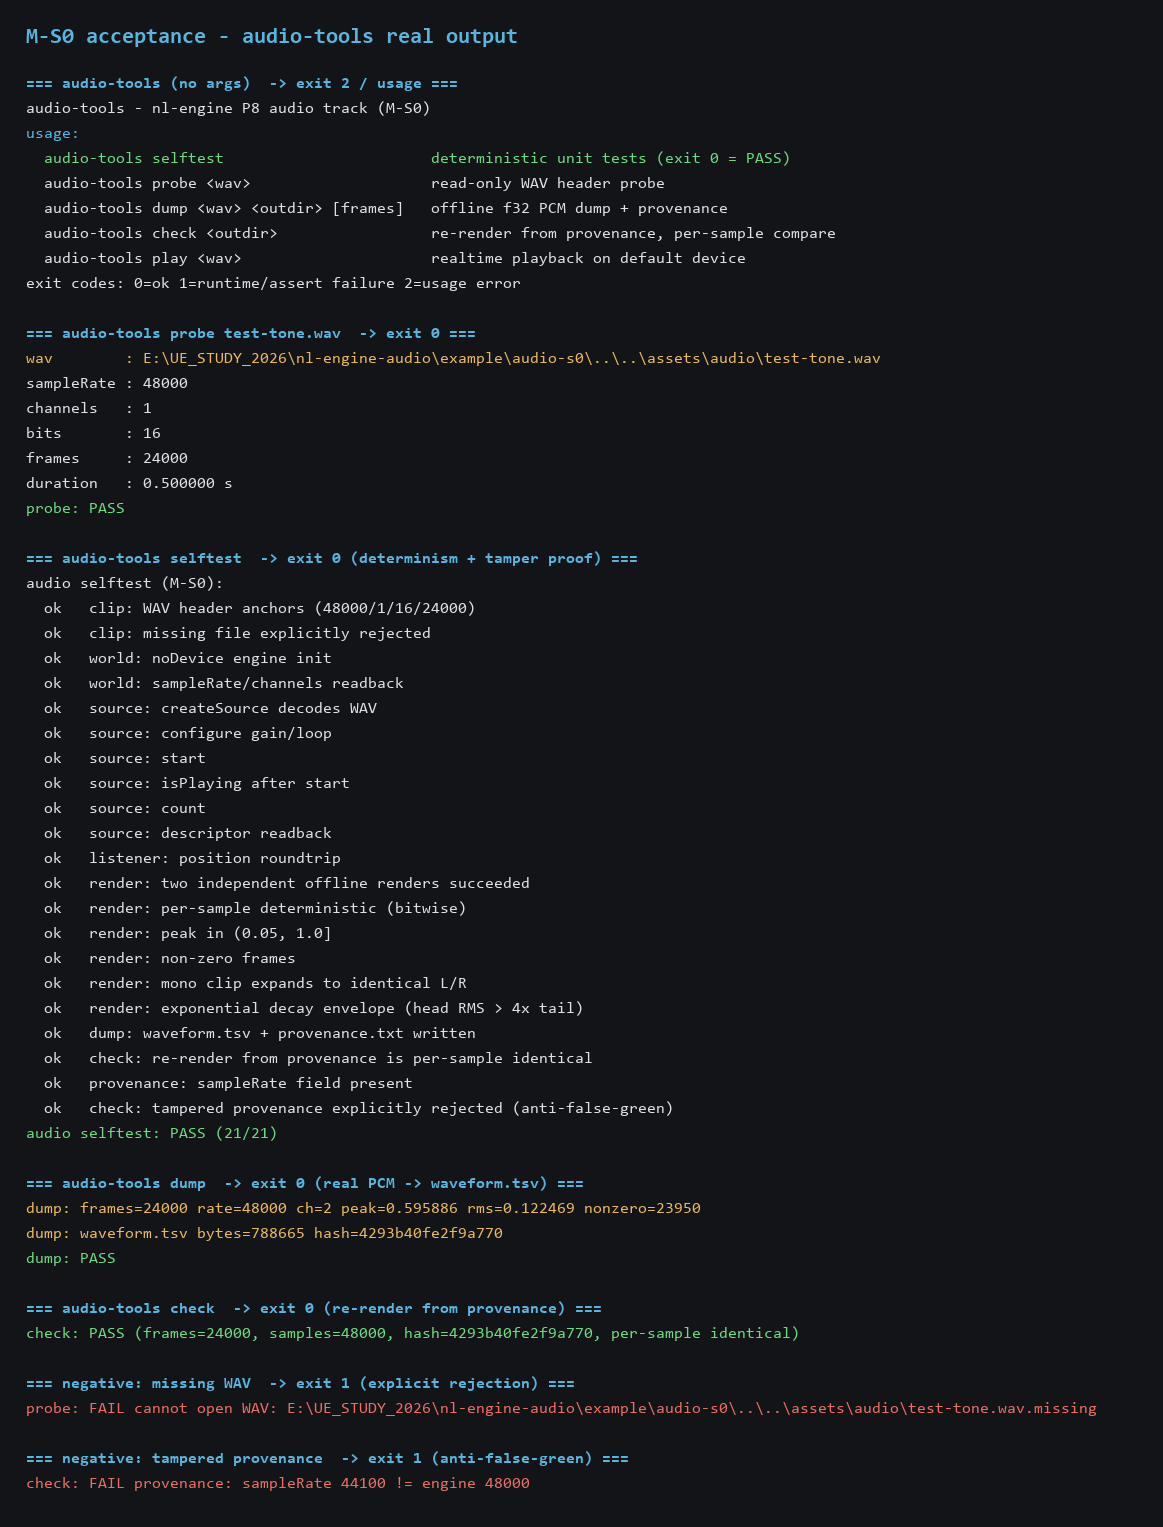 M-S0 acceptance - audio-tools real output
=== audio-tools (no args)  -> exit 2 / usage ===
audio-tools - nl-engine P8 audio track (M-S0)
usage:
  audio-tools selftest                       deterministic unit tests (exit 0 = PASS)
  audio-tools probe <wav>                    read-only WAV header probe
  audio-tools dump <wav> <outdir> [frames]   offline f32 PCM dump + provenance
  audio-tools check <outdir>                 re-render from provenance, per-sample compare
  audio-tools play <wav>                     realtime playback on default device
exit codes: 0=ok 1=runtime/assert failure 2=usage error
=== audio-tools probe test-tone.wav  -> exit 0 ===
wav        : E:\UE_STUDY_2026\nl-engine-audio\example\audio-s0\..\..\assets\audio\test-tone.wav
sampleRate : 48000
channels   : 1
bits       : 16
frames     : 24000
duration   : 0.500000 s
probe: PASS
=== audio-tools selftest  -> exit 0 (determinism + tamper proof) ===
audio selftest (M-S0):
  ok   clip: WAV header anchors (48000/1/16/24000)
  ok   clip: missing file explicitly rejected
  ok   world: noDevice engine init
  ok   world: sampleRate/channels readback
  ok   source: createSource decodes WAV
  ok   source: configure gain/loop
  ok   source: start
  ok   source: isPlaying after start
  ok   source: count
  ok   source: descriptor readback
  ok   listener: position roundtrip
  ok   render: two independent offline renders succeeded
  ok   render: per-sample deterministic (bitwise)
  ok   render: peak in (0.05, 1.0]
  ok   render: non-zero frames
  ok   render: mono clip expands to identical L/R
  ok   render: exponential decay envelope (head RMS > 4x tail)
  ok   dump: waveform.tsv + provenance.txt written
  ok   check: re-render from provenance is per-sample identical
  ok   provenance: sampleRate field present
  ok   check: tampered provenance explicitly rejected (anti-false-green)
audio selftest: PASS (21/21)
=== audio-tools dump  -> exit 0 (real PCM -> waveform.tsv) ===
dump: frames=24000 rate=48000 ch=2 peak=0.595886 rms=0.122469 nonzero=23950
dump: waveform.tsv bytes=788665 hash=4293b40fe2f9a770
dump: PASS
=== audio-tools check  -> exit 0 (re-render from provenance) ===
check: PASS (frames=24000, samples=48000, hash=4293b40fe2f9a770, per-sample identical)
=== negative: missing WAV  -> exit 1 (explicit rejection) ===
probe: FAIL cannot open WAV: E:\UE_STUDY_2026\nl-engine-audio\example\audio-s0\..\..\assets\audio\test-tone.wav.missing
=== negative: tampered provenance  -> exit 1 (anti-false-green) ===
check: FAIL provenance: sampleRate 44100 != engine 48000